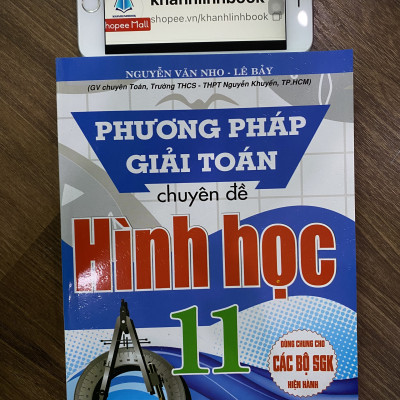 khanhlinhbook
Shopee Mall
shopee.vn/khanhlinhbook
NGUYỄN VĂN NHO - LÊ BẢY
(GV chuyên Toán, Trường THCS - THPT Nguyễn Khuyến, TP.HCM)
PHƯƠNG PHÁP
GIẢI TOÁN
chuyên đề
Hình học
11
DÙNG CHUNG CHO
CÁC BỘ SGK
HIỆN HÀNH